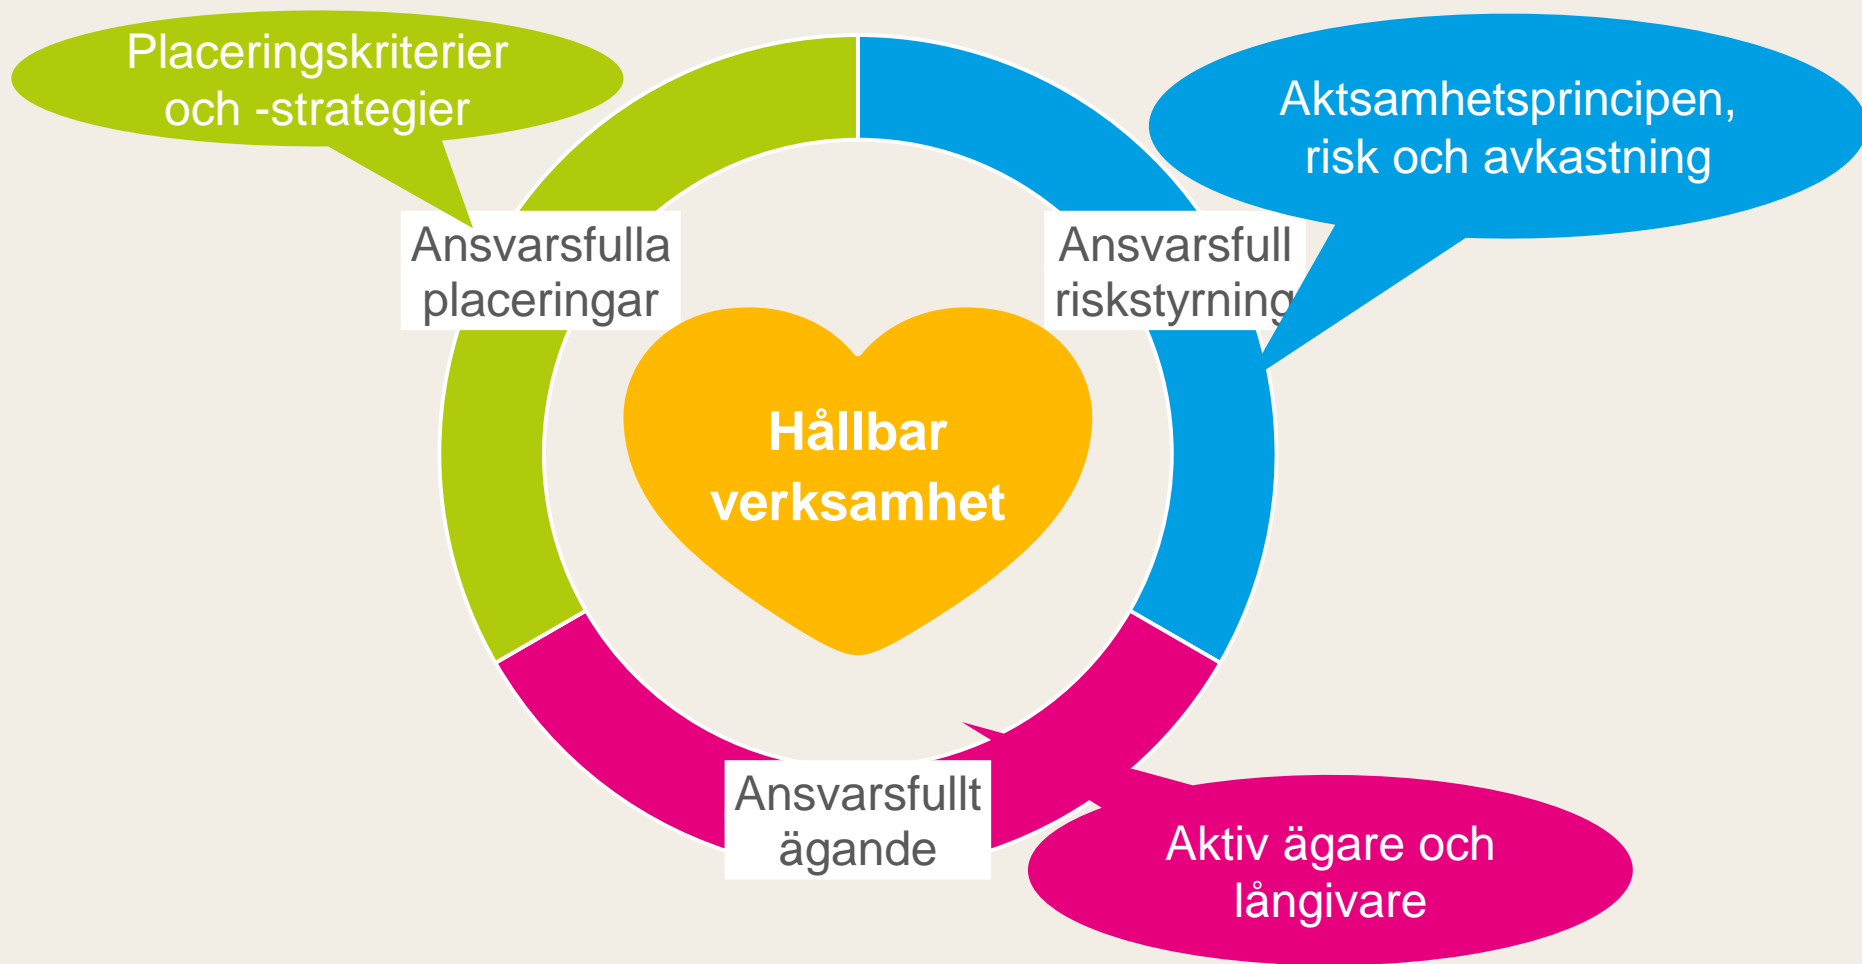 Placeringskriterier
och -strategier
Aktsamhetsprincipen,
risk och avkastning
Ansvarsfulla
placeringar
Ansvarsfull
riskstyrning
Hållbar
verksamhet
Ansvarsfullt
ägande
Aktiv ägare och
långivare